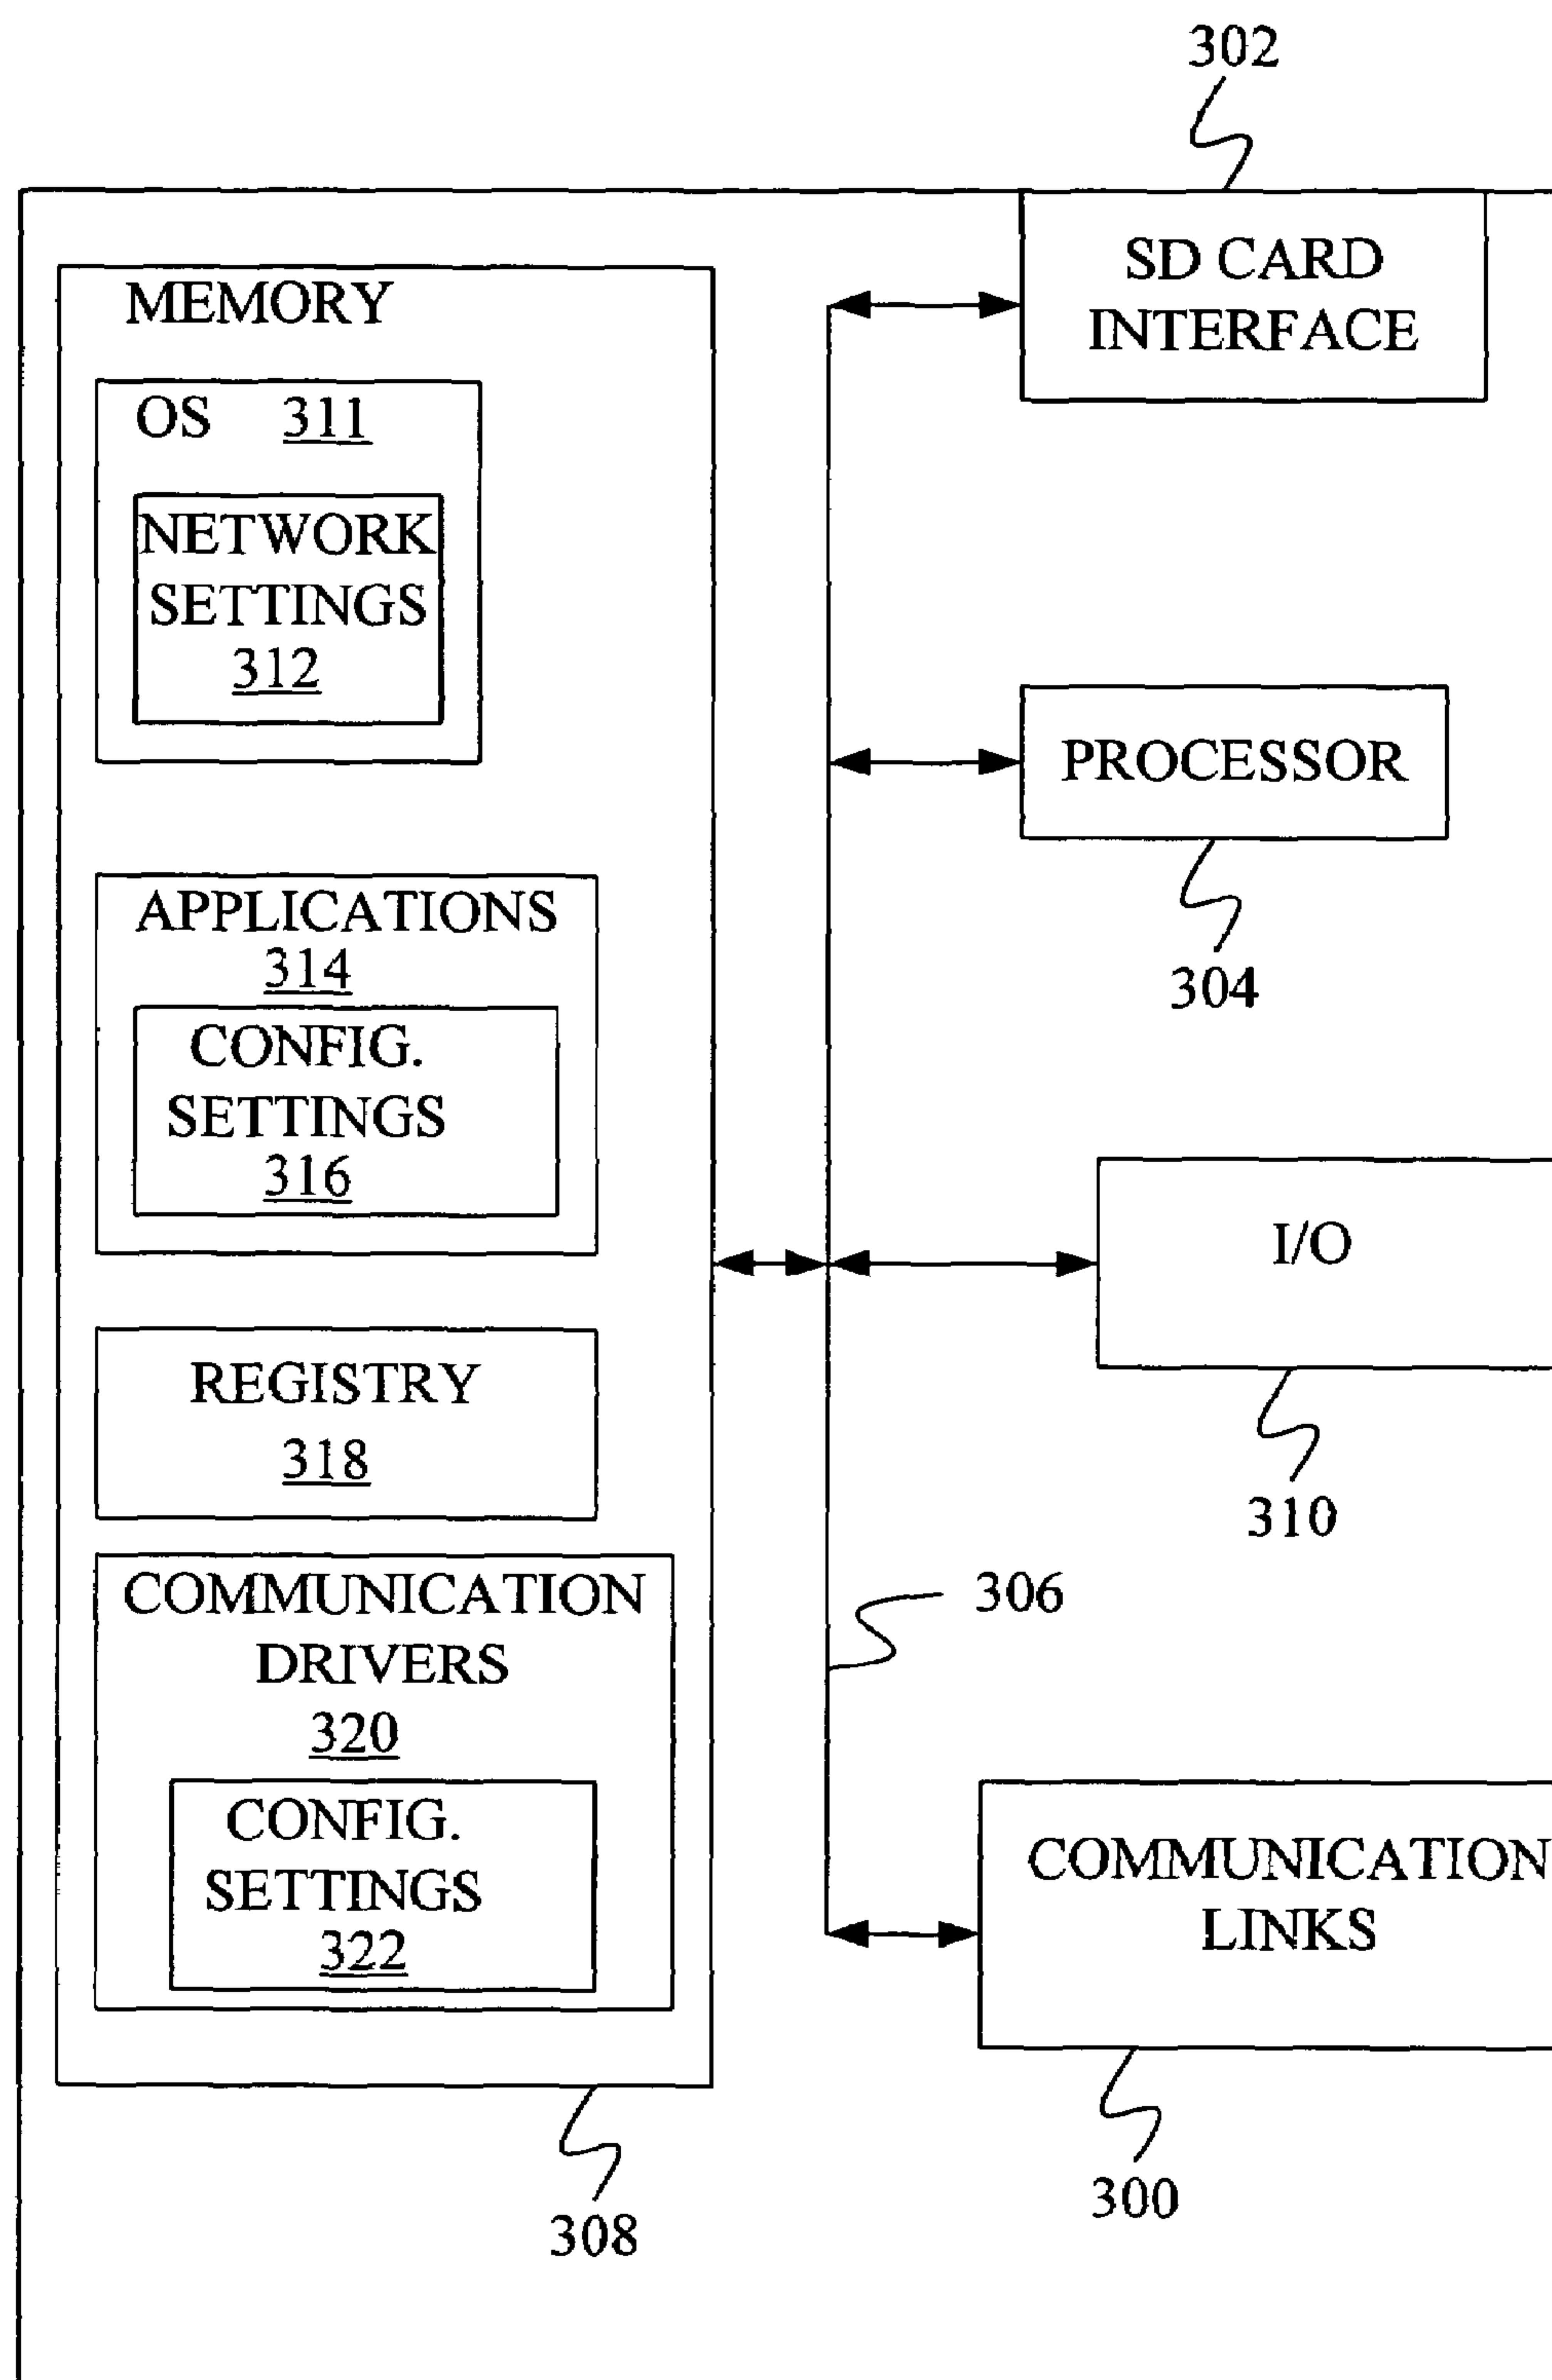 302
SD CARD
INTERFACE
MEMORY
OS 311
NETWORK
SETTINGS
312
PROCESSOR
304
APPLICATIONS
314
CONFIG.
SETTINGS
316
I/O
310
REGISTRY
318
306
COMMUNICATION
DRIVERS
320
CONFIG.
SETTINGS
322
COMMUNICATION
LINKS
300
308